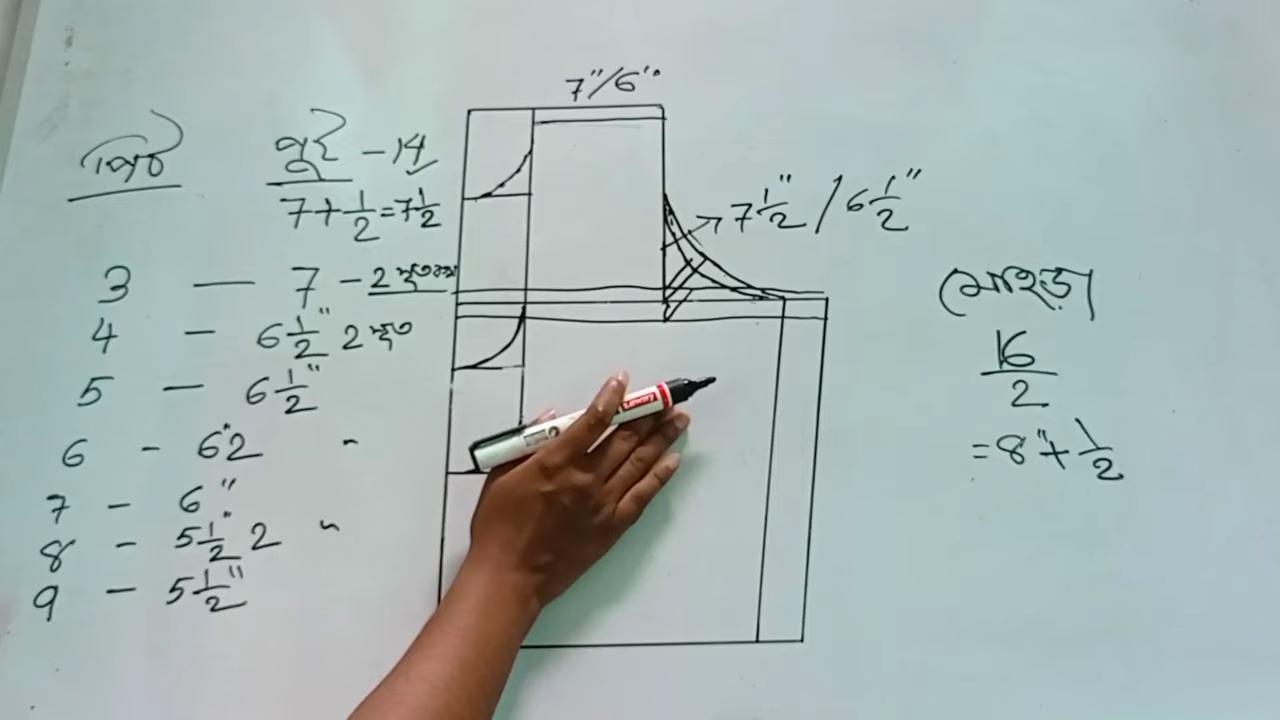 7"/6"
পিঠ পুট - 14
7+1/2=7 1/2
7 1/2"/6 1/2"
3 — 7 - 2 সুতা
4 - 6 1/2" 2 সুত
5 - 6 1/2"
6 - 6"2 "
7 - 6"
8 - 5 1/2" 2 "
9 - 5 1/2"
মোহড়া
16/2
=8"+1/2